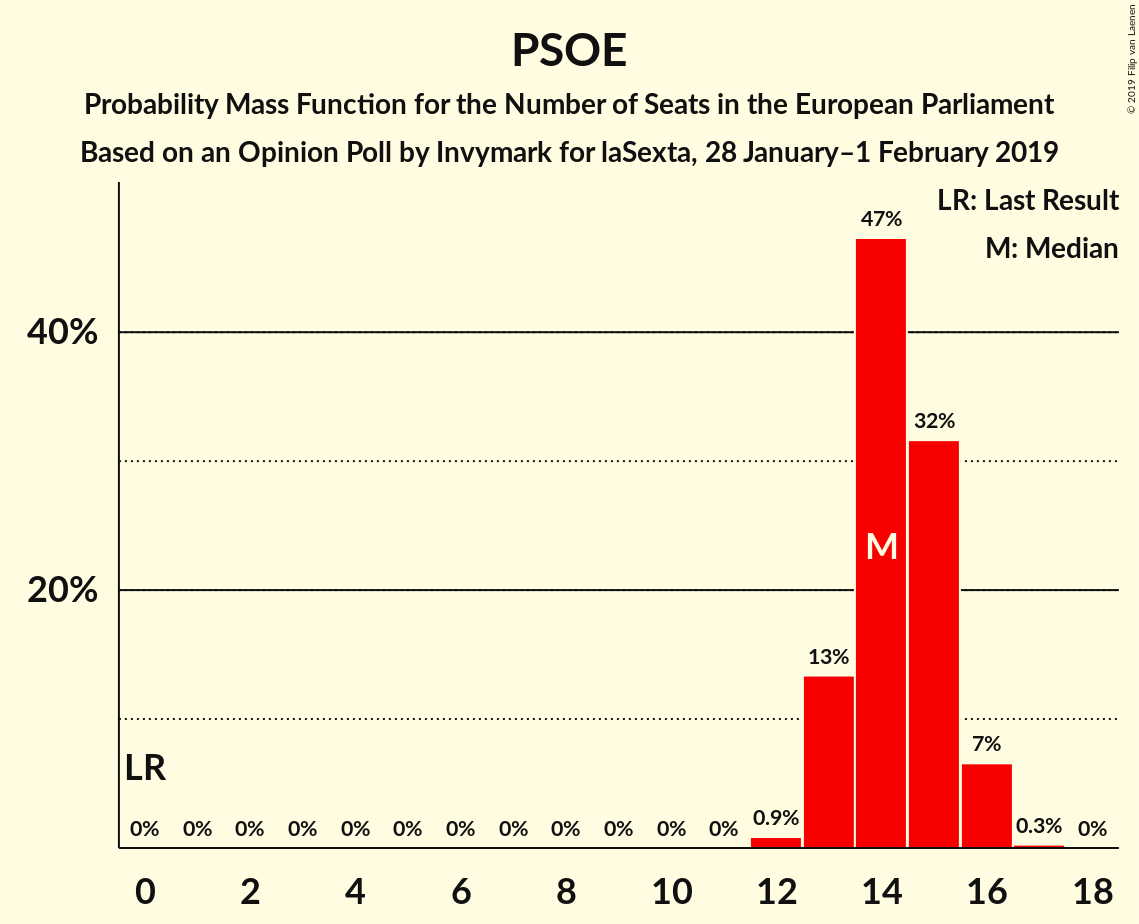 PSOE
Probability Mass Function for the Number of Seats in the European Parliament
Based on an Opinion Poll by Invymark for laSexta, 28 January–1 February 2019
© 2019 Filip van Laenen
LR: Last Result
M: Median
47%
40%
32%
M
20%
13%
7%
LR
0% 0% 0% 0% 0% 0% 0% 0% 0% 0% 0% 0% 0.9% 0.3% 0%
0 2 4 6 8 10 12 14 16 18